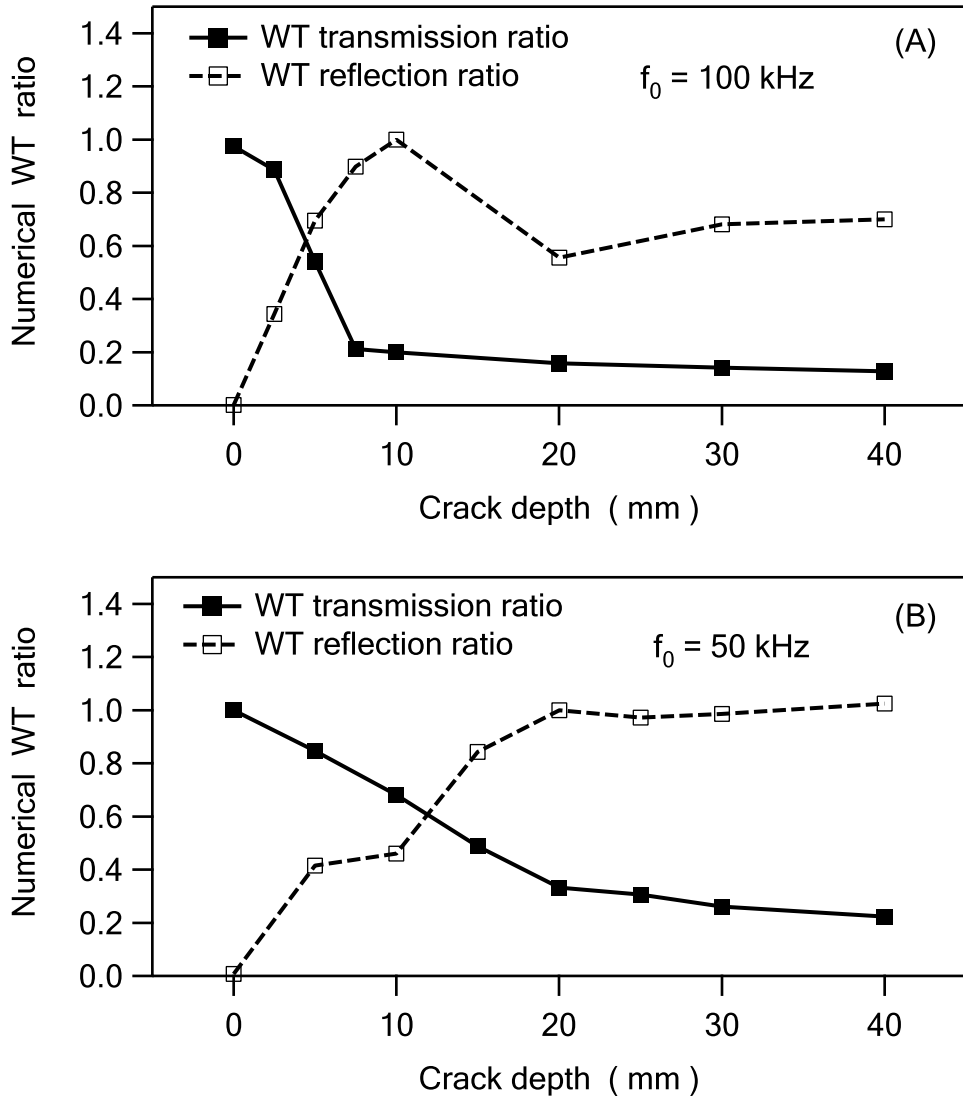 1.4
WT transmission ratio
(A)
WT reflection ratio
f₀ = 100 kHz
1.2
1.0
0.8
0.6
0.4
0.2
0.0
Numerical WT ratio
0 10 20 30 40
Crack depth ( mm )
1.4
WT transmission ratio
(B)
WT reflection ratio
f₀ = 50 kHz
1.2
1.0
0.8
0.6
0.4
0.2
0.0
Numerical WT ratio
0 10 20 30 40
Crack depth ( mm )